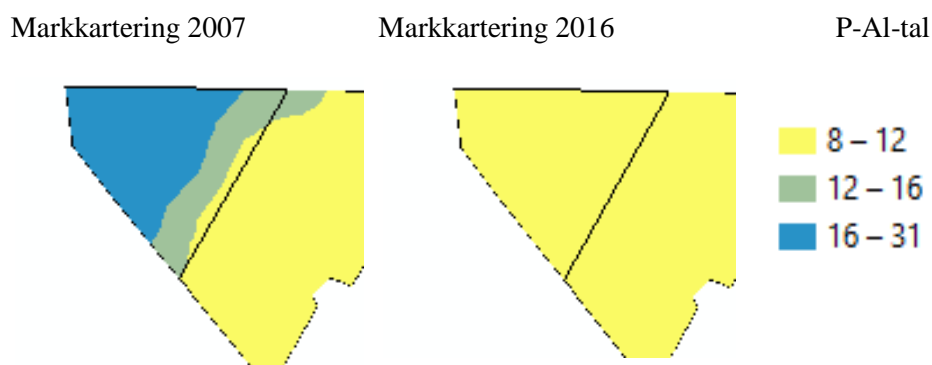 Markkartering 2007 Markkartering 2016 P-Al-tal
8 – 12
12 – 16
16 – 31